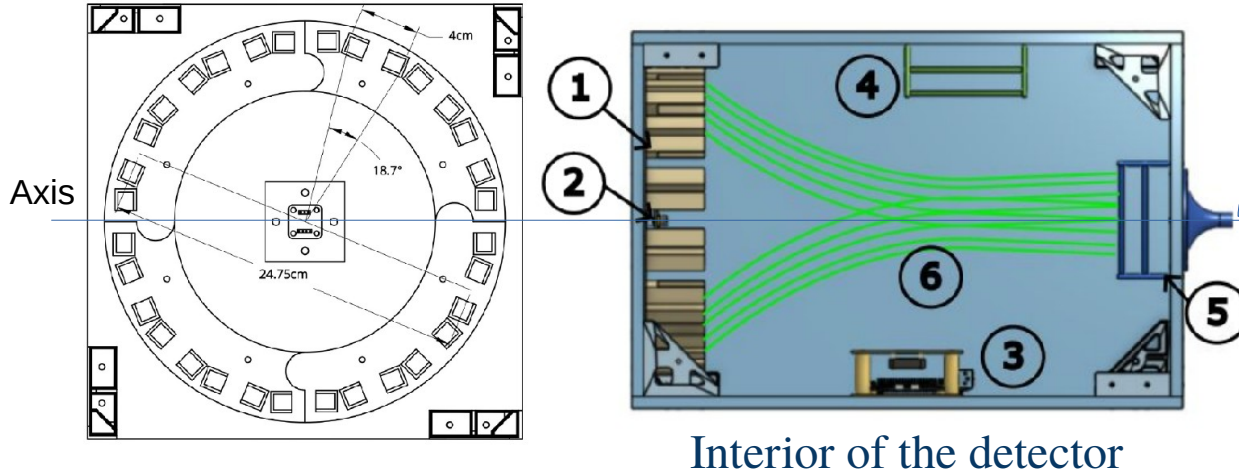 4cm
18.7°
Axis
24.75cm
1
2
3
4
5
6
Interior of the detector